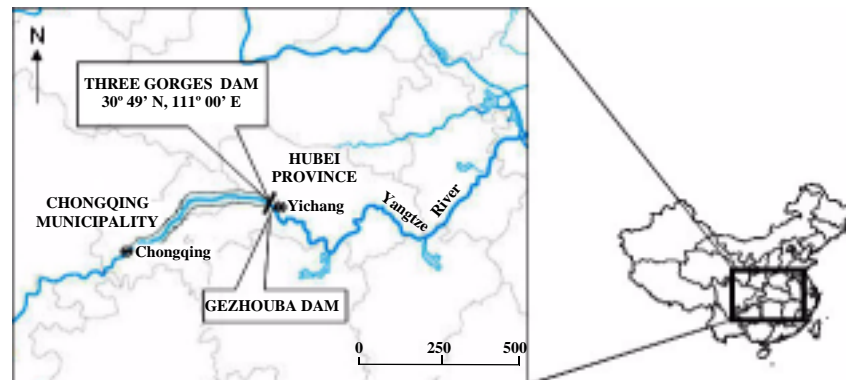 N
THREE GORGES DAM
30º 49' N, 111º 00' E
HUBEI
PROVINCE
CHONGQING
MUNICIPALITY
Yichang
Yangtze River
Chongqing
GEZHOUBA DAM
0 250 500